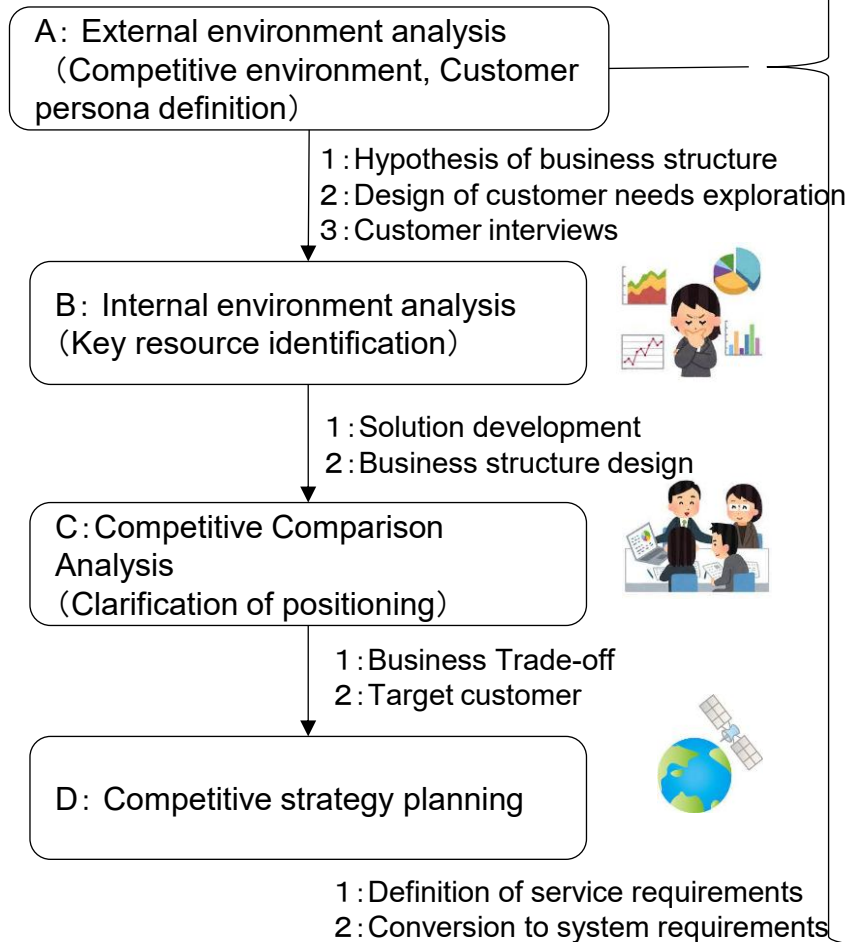 A： External environment analysis
（Competitive environment, Customer
persona definition）
１：Hypothesis of business structure
２：Design of customer needs exploration
３：Customer interviews
B： Internal environment analysis
（Key resource identification）
１：Solution development
２：Business structure design
C：Competitive Comparison
Analysis
（Clarification of positioning）
１：Business Trade-off
２：Target customer
D： Competitive strategy planning
１：Definition of service requirements
２：Conversion to system requirements